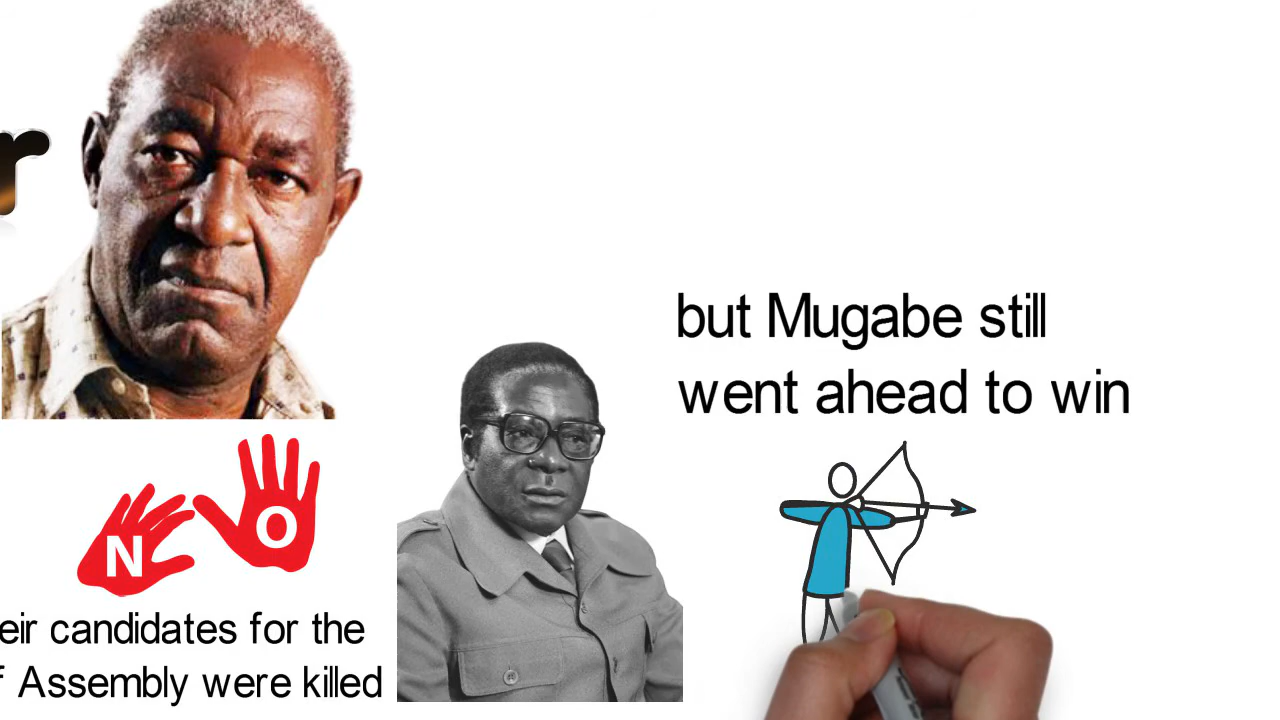 r
but Mugabe still
went ahead to win
N O
eir candidates for the
f Assembly were killed